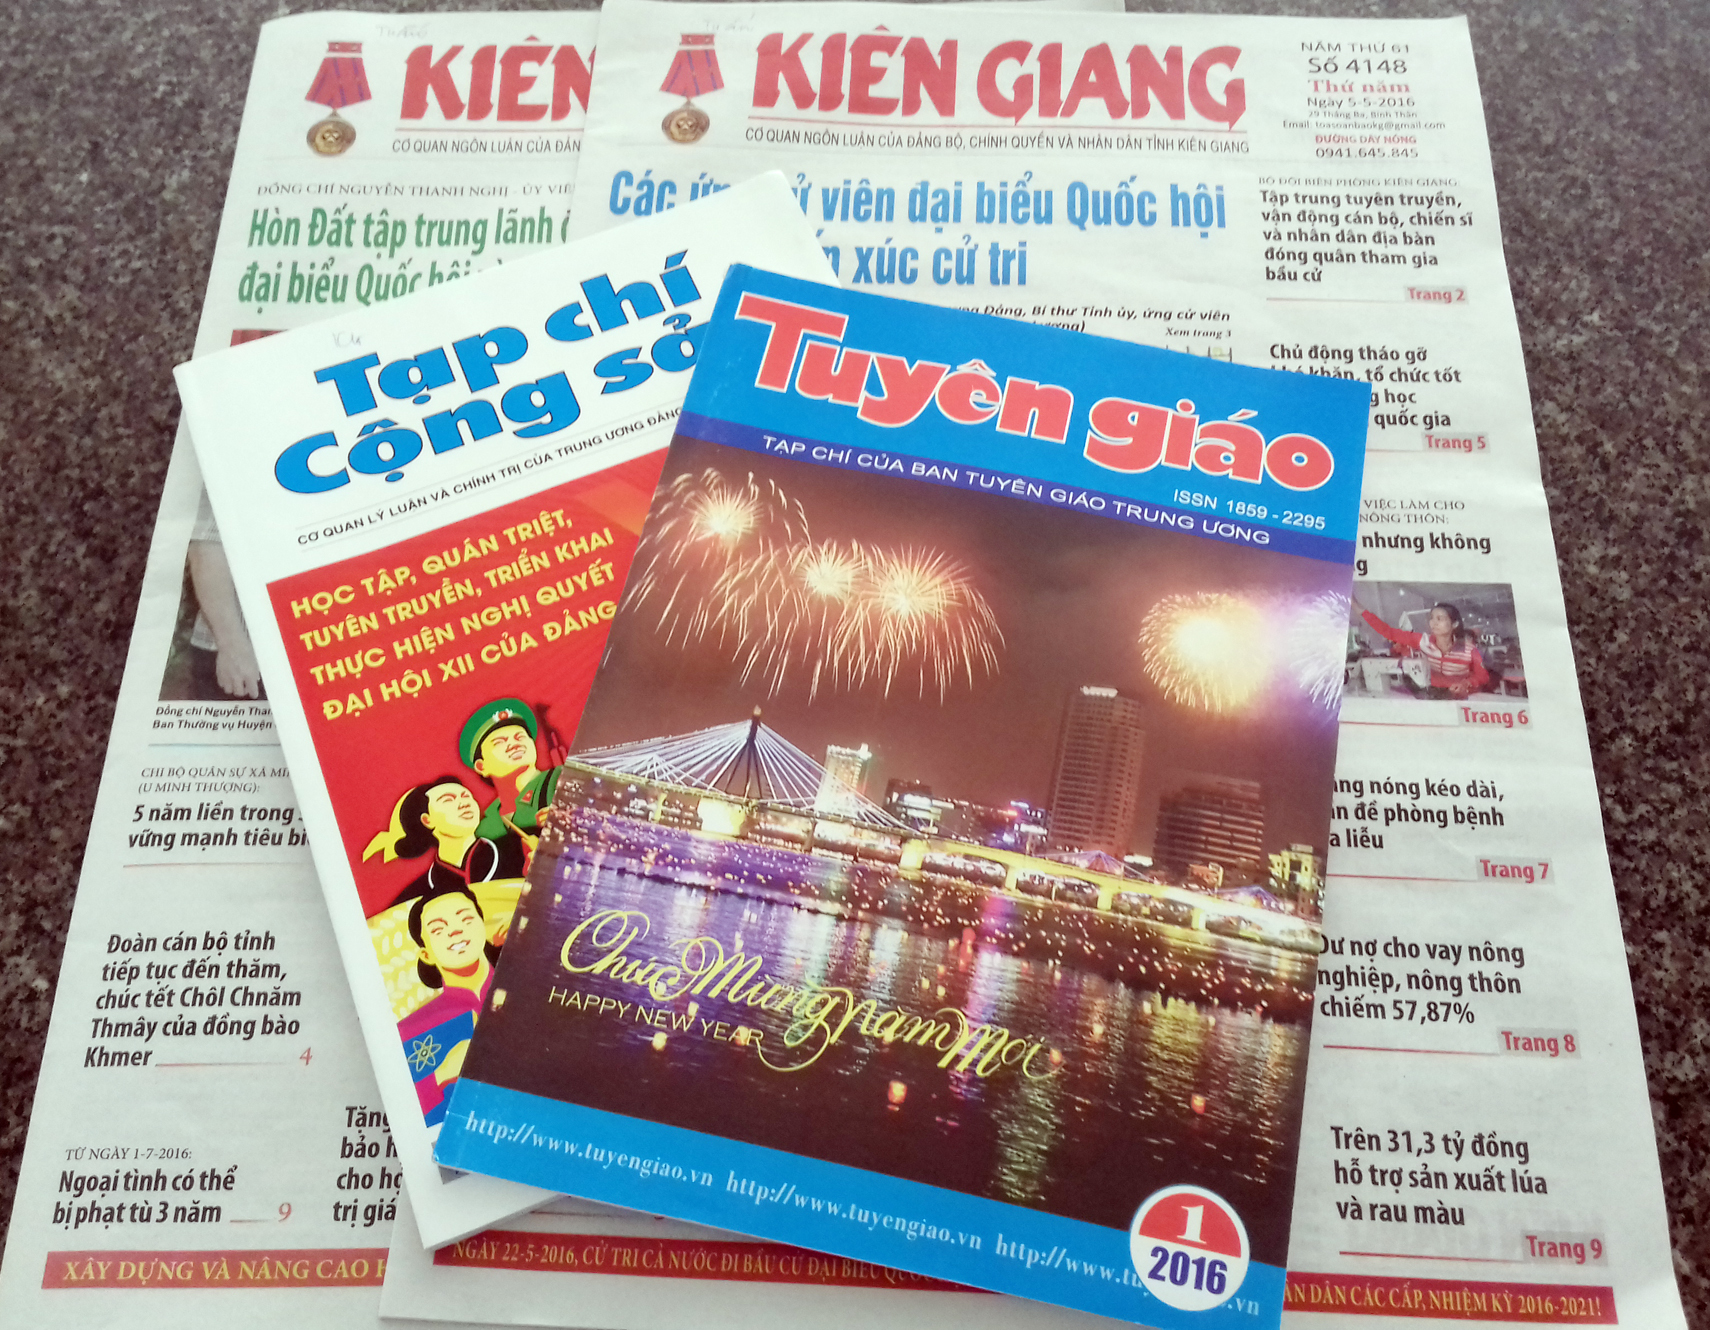 KIÊN
CƠ QUAN NGÔN LUẬN CỦA ĐẢN
ĐỒNG CHÍ NGUYỄN THANH NGHỊ - ỦY VIÊ
Hòn Đất tập trung lãnh
đại biểu Quốc hội
Đồng chí Nguyễn Than
Ban Thường vụ Huyện
CHI BỘ QUÂN SỰ XÃ MI
(U MINH THƯỢNG):
5 năm liền trong
vững mạnh tiêu bi
Đoàn cán bộ tỉnh
tiếp tục đến thăm,
chúc tết Chôl Chnăm
Thmây của đồng bào
Khmer 4
TỪ NGÀY 1-7-2016:
Ngoại tình có thể
bị phạt tù 3 năm 9
Tặng
bảo h
cho họ
trị giá
XÂY DỰNG VÀ NÂNG CAO H
KIÊN GIANG
CƠ QUAN NGÔN LUẬN CỦA ĐẢNG BỘ, CHÍNH QUYỀN VÀ NHÂN DÂN TỈNH KIÊN GIANG
NĂM THỨ 61
Số 4148
Thứ năm
Ngày 5-5-2016
29 Tháng Ba, Bính Thân
Email: toasoanbaokg@gmail.com
ĐƯỜNG DÂY NÓNG
0941.645.845
Các ứng cử viên đại biểu Quốc hội
xúc cử tri
Đảng, Bí thư Tỉnh ủy, ứng cử viên
Xem trang 3
BỘ ĐỘI BIÊN PHÒNG KIÊN GIANG
Tập trung tuyên truyền,
vận động cán bộ, chiến sĩ
và nhân dân địa bàn
đóng quân tham gia
bầu cử
Trang 2
Chủ động tháo gỡ
khó khăn, tổ chức tốt
g học
quốc gia
Trang 5
VIỆC LÀM CHO
NÔNG THÔN:
nhưng không
g
Trang 6
ng nóng kéo dài,
n đề phòng bệnh
a liễu
Trang 7
Dư nợ cho vay nông
nghiệp, nông thôn
chiếm 57,87%
Trang 8
Trên 31,3 tỷ đồng
hỗ trợ sản xuất lúa
và rau màu
Trang 9
NGÀY 22-5-2016, CỬ TRI CẢ NƯỚC ĐI BẦU CỬ ĐẠI BIỂU QUỐC
ÂN DÂN CÁC CẤP, NHIỆM KỲ 2016-2021!
Tạp chí
Cộng sả
CƠ QUAN LÝ LUẬN VÀ CHÍNH TRỊ CỦA TRUNG ƯƠNG ĐẢNG
HỌC TẬP, QUÁN TRIỆT,
TUYÊN TRUYỀN, TRIỂN KHAI
THỰC HIỆN NGHỊ QUYẾT
ĐẠI HỘI XII CỦA ĐẢNG
Tuyên giáo
TẠP CHÍ CỦA BAN TUYÊN GIÁO TRUNG ƯƠNG
ISSN 1859 - 2295
Chúc Mừng năm Mới
HAPPY NEW YEAR
http://www.tuyengiao.vn http://www.tuyengiao.vn http://www.tu
.vn
1
2016